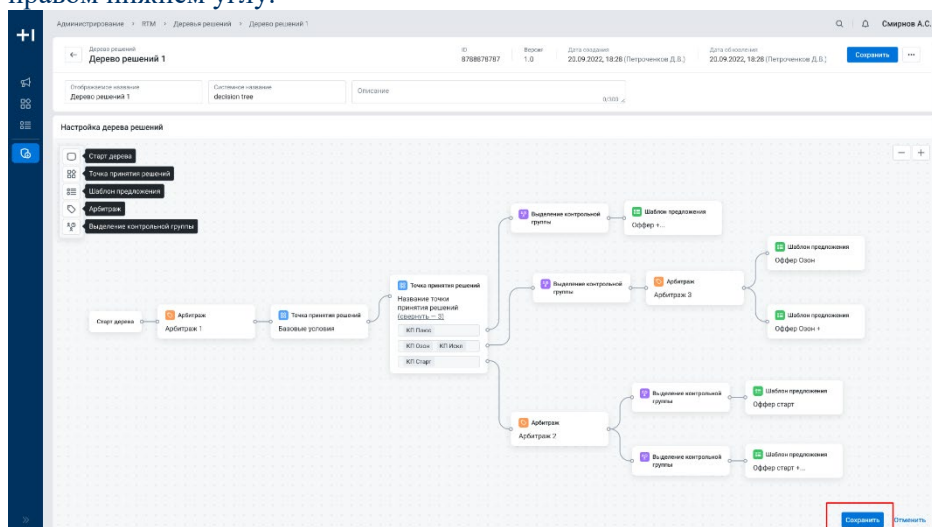 правом нижнем углу.
Администрирование › RTM › Деревья решений › Дерево решений 1
Смирнов А.С.
Дерево решений
Дерево решений 1
ID
8788678787
Версия
1.0
Дата создания
20.09.2022, 18:28 (Петроченков Д.В.)
Дата обновления
20.09.2022, 18:28 (Петроченков Д.В.)
Сохранить
Отображаемое название
Дерево решений 1
Системное название
decision tree
Описание
0/300
Настройка дерева решений
Старт дерева
Точка принятия решений
Шаблон предложения
Арбитраж
Выделение контрольной группы
Выделение контрольной
группы
Шаблон предложения
Оффер +...
Шаблон предложения
Оффер Озон
Точка принятия решений
Название точки
принятия решений
(свернуть — 3)
КП Панс
КП Озон КП Искл
КП Старт
Выделение контрольной
группы
Арбитраж
Арбитраж 3
Старт дерева
Арбитраж
Арбитраж 1
Точка принятия решений
Базовые условия
Шаблон предложения
Оффер Озон +
Выделение контрольной
группы
Шаблон предложения
Оффер старт
Арбитраж
Арбитраж 2
Выделение контрольной
группы
Шаблон предложения
Оффер старт +...
Сохранить
Отменить